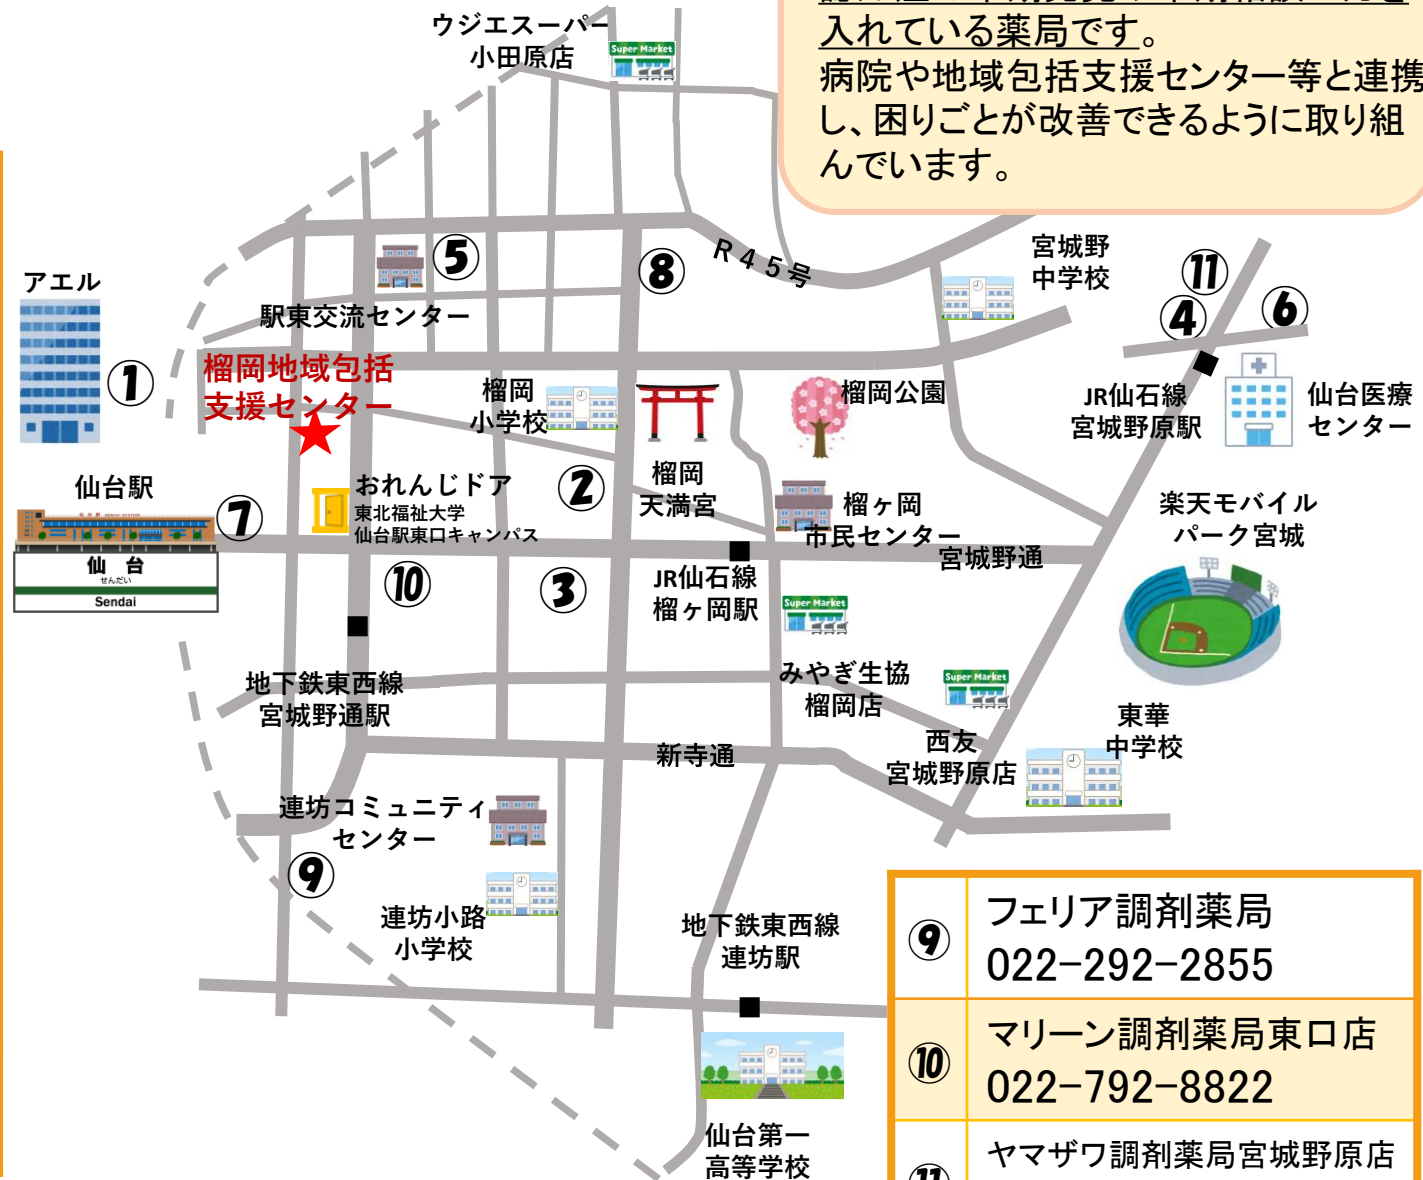 入れている薬局です。
病院や地域包括支援センター等と連携
し、困りごとが改善できるように取り組
んでいます。
ウジエスーパー
小田原店
Super Market
R45号
⑤
⑧
宮城野
中学校
⑪
④
⑥
アエル
①
駅東交流センター
榴岡地域包括
支援センター
榴岡
小学校
榴岡公園
JR仙石線
宮城野原駅
仙台医療
センター
仙台駅
⑦
おれんじドア
東北福祉大学
仙台駅東口キャンパス
②
榴岡
天満宮
榴ヶ岡
市民センター
宮城野通
楽天モバイル
パーク宮城
仙台
せんだい
Sendai
⑩
③
JR仙石線
榴ヶ岡駅
Super Market
みやぎ生協
榴岡店
地下鉄東西線
宮城野通駅
Super Market
西友
宮城野原店
東華
中学校
新寺通
連坊コミュニティ
センター
⑨
連坊小路
小学校
地下鉄東西線
連坊駅
仙台第一
高等学校
⑨
フェリア調剤薬局
022-292-2855
⑩
マリーン調剤薬局東口店
022-792-8822
⑪
ヤマザワ調剤薬局宮城野原店